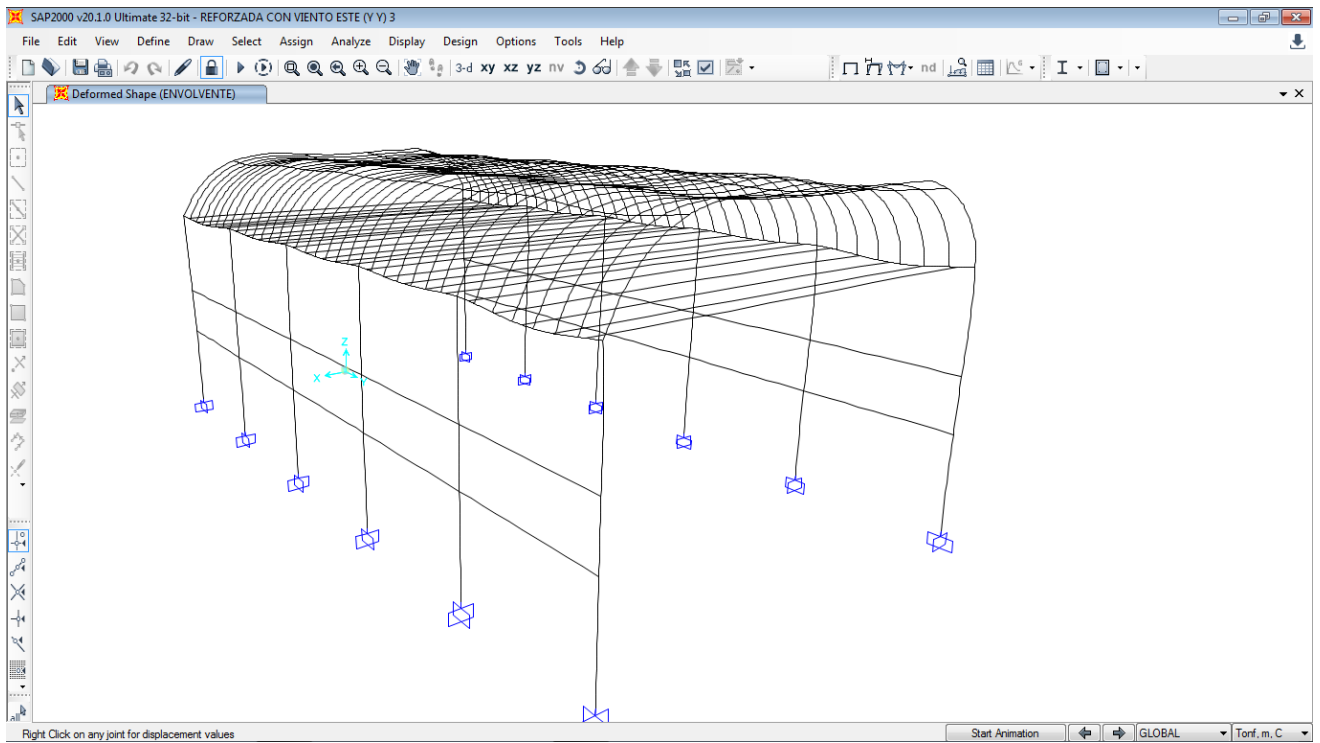 SAP2000 v20.1.0 Ultimate 32-bit - REFORZADA CON VIENTO ESTE (Y Y) 3
File Edit View Define Draw Select Assign Analyze Display Design Options Tools Help
3-d xy xz yz nv nd
Deformed Shape (ENVOLVENTE)
Z
X Y
all
Right Click on any joint for displacement values Start Animation GLOBAL Tonf, m, C